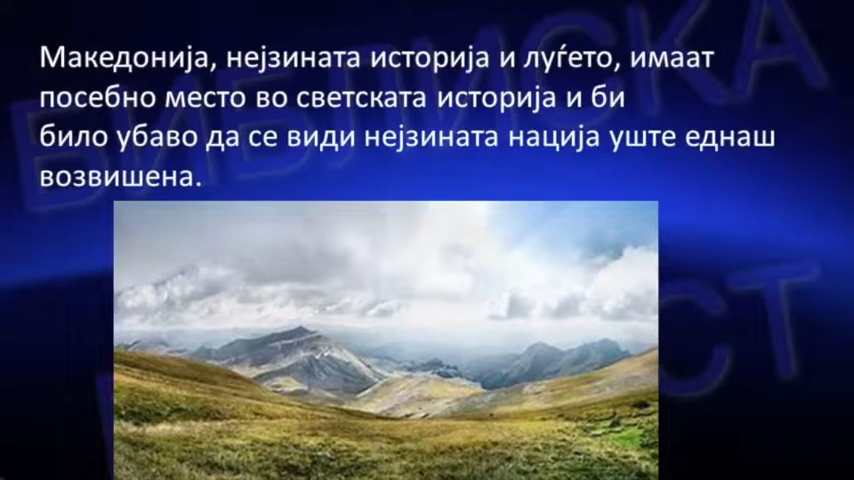 Македонија, нејзината историја и луѓето, имаат
посебно место во светската историја и би
било убаво да се види нејзината нација уште еднаш
возвишена.
БИБЛИСКА